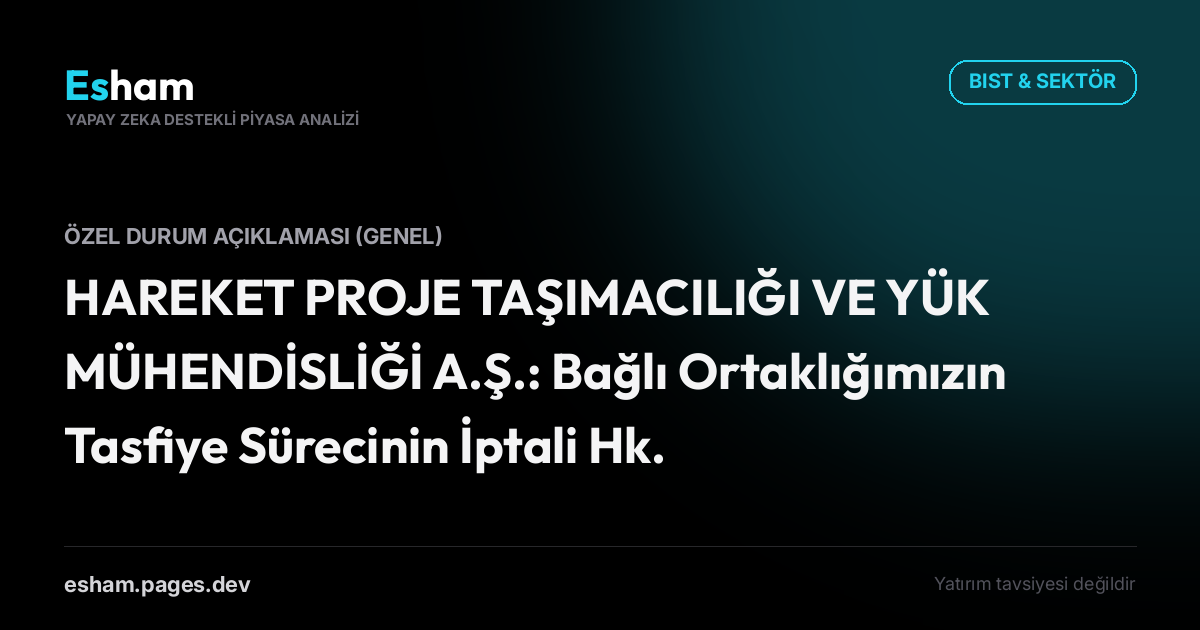 Esham
YAPAY ZEKA DESTEKLİ PİYASA ANALİZİ
BIST & SEKTÖR
ÖZEL DURUM AÇIKLAMASI (GENEL)
HAREKET PROJE TAŞIMACILIĞI VE YÜK
MÜHENDİSLİĞİ A.Ş.: Bağlı Ortaklığımızın
Tasfiye Sürecinin İptali Hk.
esham.pages.dev
Yatırım tavsiyesi değildir